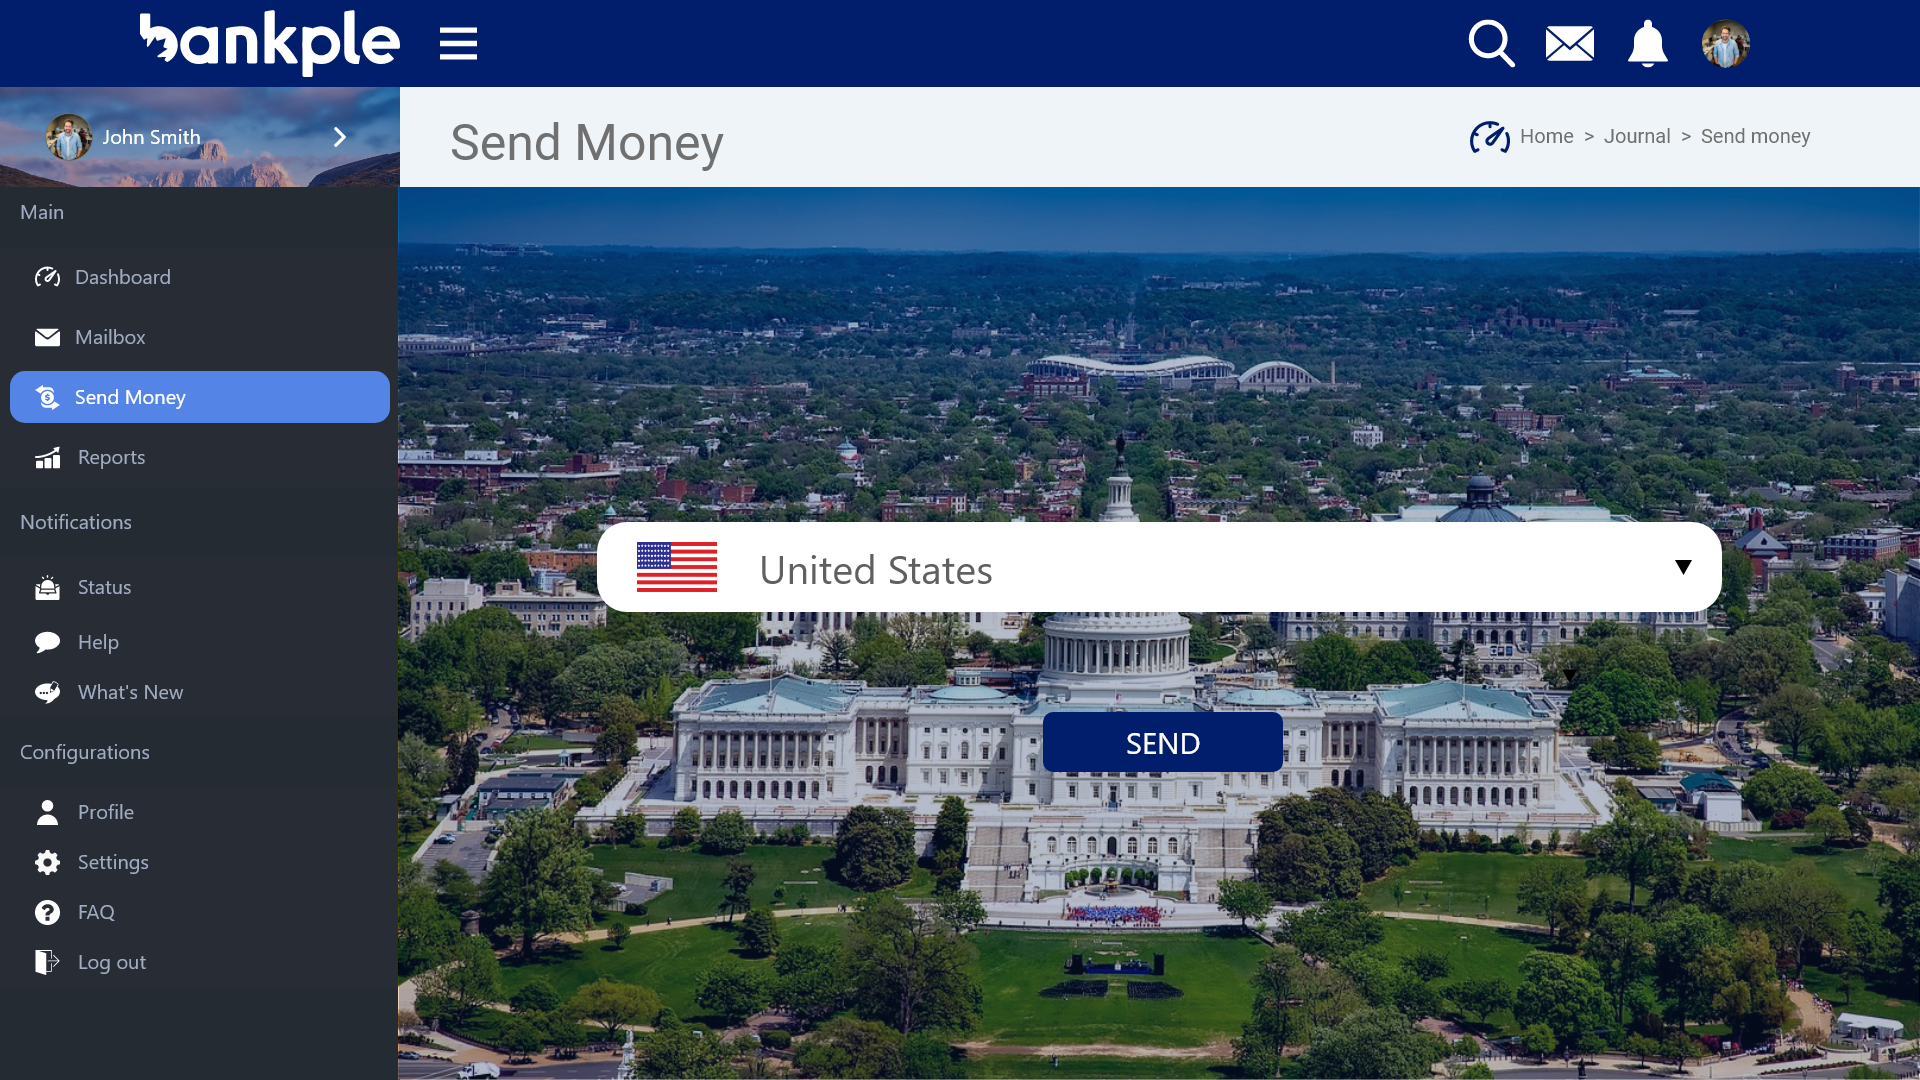 bankple
John Smith
Send Money
Home > Journal > Send money
Main
Dashboard
Mailbox
Send Money
Reports
Notifications
Status
Help
What's New
Configurations
Profile
Settings
FAQ
Log out
United States
SEND